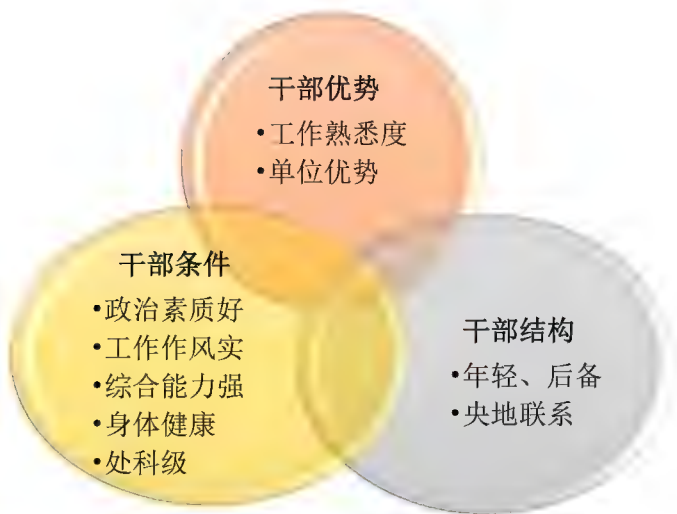 干部优势
•工作熟悉度
•单位优势
干部条件
•政治素质好
•工作作风实
•综合能力强
•身体健康
•处科级
干部结构
•年轻、后备
•央地联系